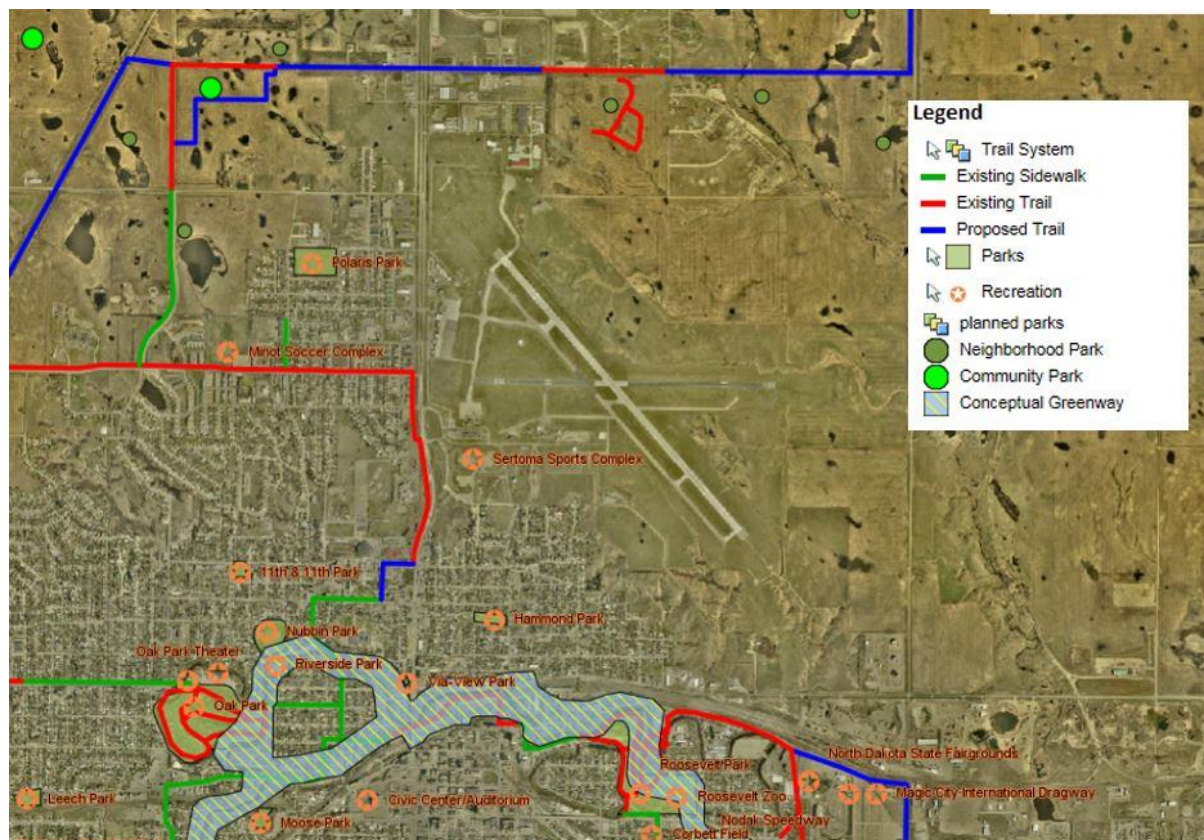 Legend
Trail System
Existing Sidewalk
Existing Trail
Proposed Trail
Parks
Recreation
planned parks
Neighborhood Park
Community Park
Conceptual Greenway
Polaris Park
Minot Soccer Complex
Sertoma Sports Complex
11th & 11th Park
Hammond Park
Nubbin Park
Oak Park Theater
Riverside Park
Via-View Park
Oak Park
North Dakota State Fairgrounds
Roosevelt Park
Leech Park
Civic Center/Auditorium
Roosevelt Zoo
Magic City International Dragway
Moose Park
Nodak Speedway
Corbett Field